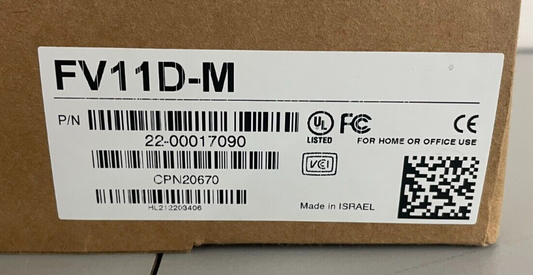 FV11D-M
P/N
22-00017090
UL
LISTED
FC
FOR HOME OR OFFICE USE
CE
CPN20670
VCI
HL212203406
Made in ISRAEL